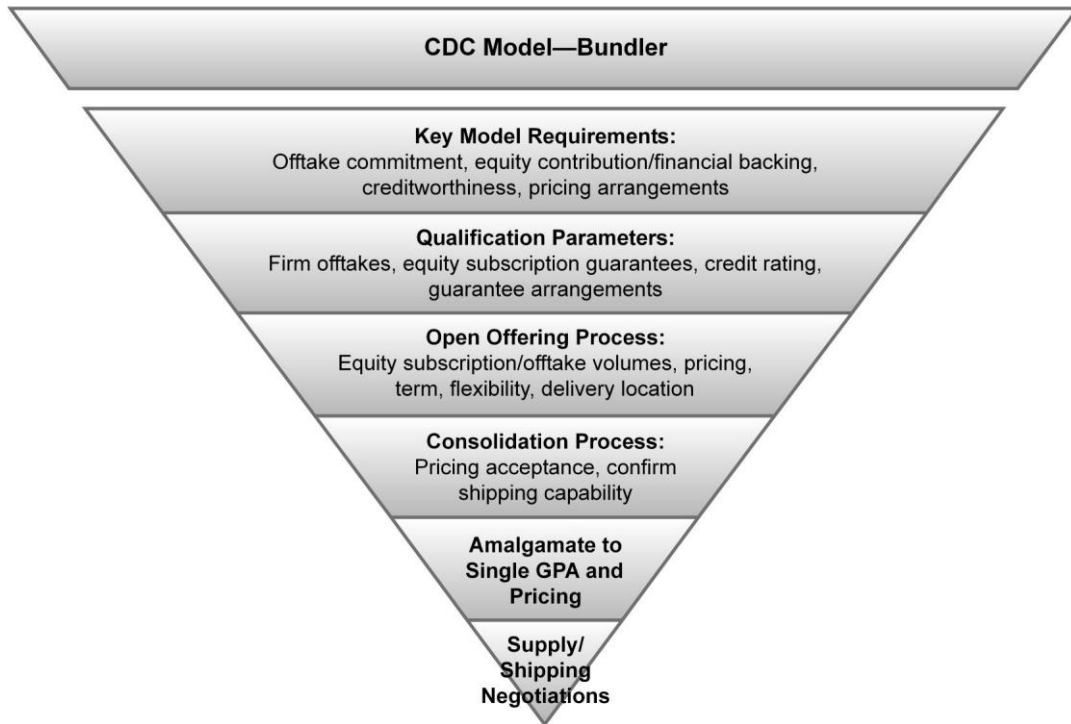 CDC Model—Bundler
Key Model Requirements:
Offtake commitment, equity contribution/financial backing,
creditworthiness, pricing arrangements
Qualification Parameters:
Firm offtakes, equity subscription guarantees, credit rating,
guarantee arrangements
Open Offering Process:
Equity subscription/offtake volumes, pricing,
term, flexibility, delivery location
Consolidation Process:
Pricing acceptance, confirm
shipping capability
Amalgamate to
Single GPA and
Pricing
Supply/
Shipping
Negotiations